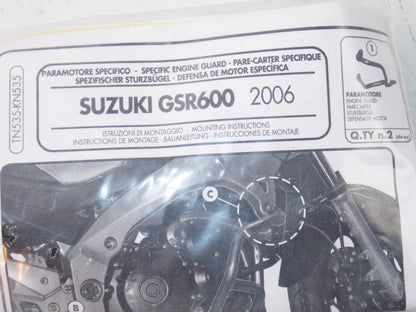 TN535-KN535
PARAMOTORE SPECIFICO - SPECIFIC ENGINE GUARD - PARE-CARTER SPECIFIQUE
SPEZIFISCHER STURZBÜGEL - DEFENSA DE MOTOR ESPECÍFICA
SUZUKI GSR600 2006
ISTRUZIONI DI MONTAGGIO - MOUNTING INSTRUCTIONS
INSTRUCTIONS DE MONTAGE - BAUANLEITUNG - INSTRUCCIONES DE MONTAJE
1
PARAMOTORE
ENGINE GUARD
PARE-CARTER
STURZBÜGEL
DEFENSA DE MOTOR
Q.TY n.2
C
B